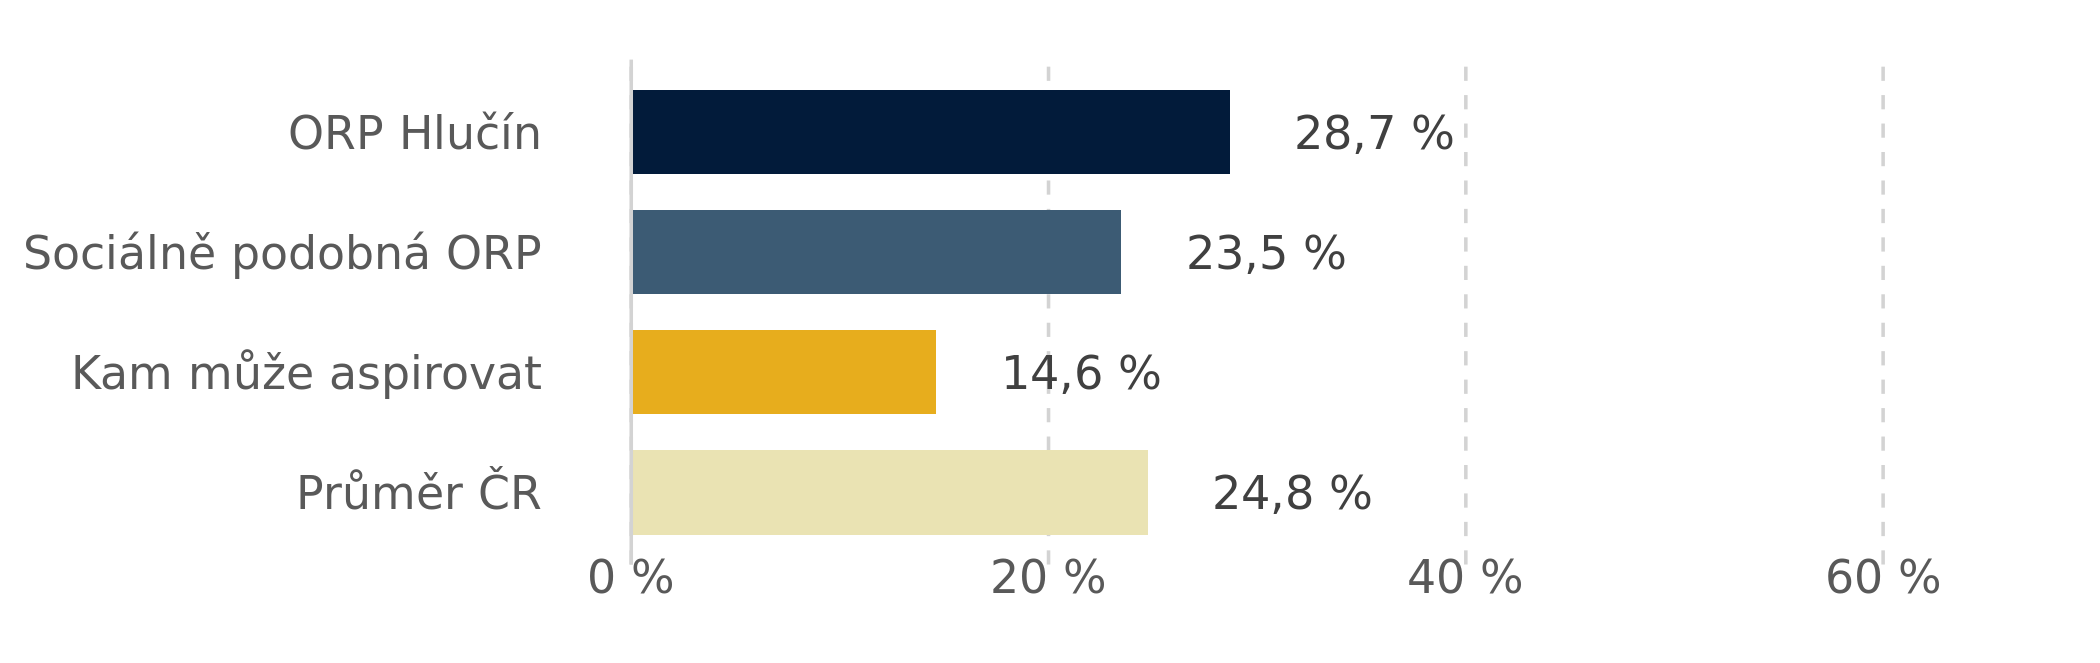 ORP Hlučín 28,7 %
Sociálně podobná ORP 23,5 %
Kam může aspirovat 14,6 %
Průměr ČR 24,8 %
0 % 20 % 40 % 60 %